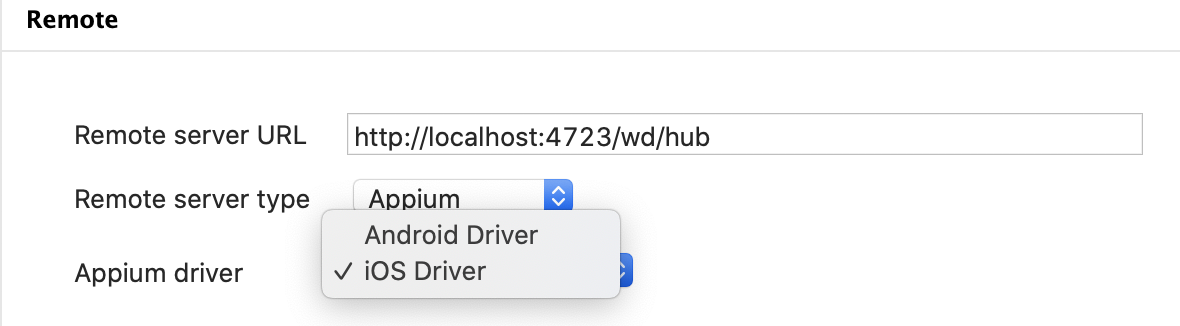 Remote
Remote server URL http://localhost:4723/wd/hub
Remote server type Appium
Android Driver
Appium driver ✓ iOS Driver